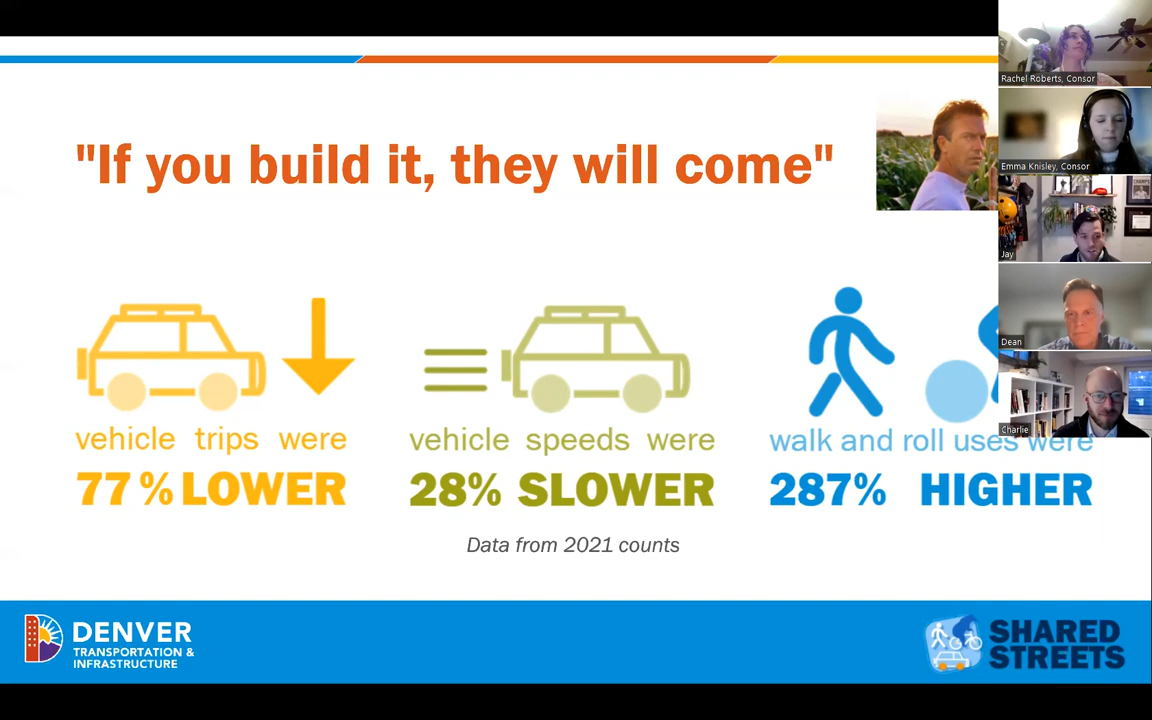 "If you build it, they will come"
vehicle trips were
77% LOWER
vehicle speeds were
28% SLOWER
walk and roll uses were
287% HIGHER
Data from 2021 counts
DENVER
TRANSPORTATION &
INFRASTRUCTURE
SHARED
STREETS
Rachel Roberts, Consor
Emma Knisley, Consor
Jay
Dean
Charlie